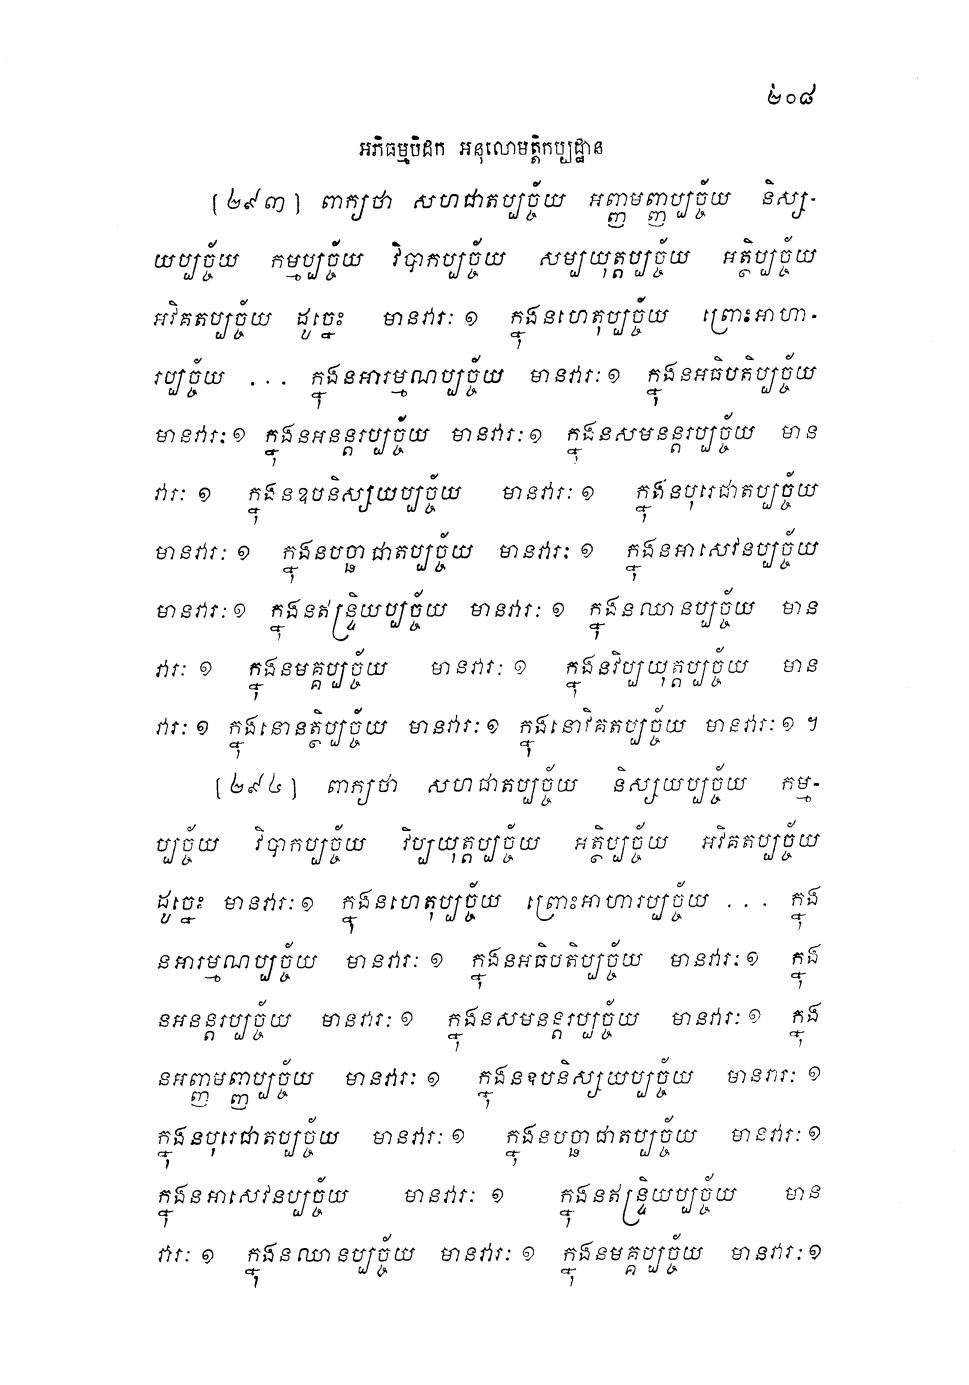 ២០៨
អភិធម្មបិដក អនុលោមត្តិកប្បដ្ឋាន
[២៩៣] ពាក្យថា សហជាតប្បច្ច័យ អញ្ញមញ្ញប្បច្ច័យ និស្ស-
យប្បច្ច័យ កម្មប្បច្ច័យ វិបាកប្បច្ច័យ សម្បយុត្តប្បច្ច័យ អត្ថិប្បច្ច័យ
អវិគតប្បច្ច័យ ដូច្នេះ មានវារៈ ១ ក្នុងនហេតុប្បច្ច័យ ព្រោះអាហា-
រប្បច្ច័យ ... ក្នុងនអារម្មណប្បច្ច័យ មានវារៈ ១ ក្នុងនអធិបតិប្បច្ច័យ
មានវារៈ ១ ក្នុងនអនន្តរប្បច្ច័យ មានវារៈ ១ ក្នុងនសមនន្តរប្បច្ច័យ មាន
វារៈ ១ ក្នុងនឧបនិស្សយប្បច្ច័យ មានវារៈ ១ ក្នុងនបុរេជាតប្បច្ច័យ
មានវារៈ ១ ក្នុងនបច្ឆាជាតប្បច្ច័យ មានវារៈ ១ ក្នុងនអាសេវនប្បច្ច័យ
មានវារៈ ១ ក្នុងនឥន្ទ្រិយប្បច្ច័យ មានវារៈ ១ ក្នុងនឈានប្បច្ច័យ មាន
វារៈ ១ ក្នុងនមគ្គប្បច្ច័យ មានវារៈ ១ ក្នុងនវិប្បយុត្តប្បច្ច័យ មាន
វារៈ ១ ក្នុងនោនត្ថិប្បច្ច័យ មានវារៈ ១ ក្នុងនោវិគតប្បច្ច័យ មានវារៈ ១ ។
[២៩៤] ពាក្យថា សហជាតប្បច្ច័យ និស្សយប្បច្ច័យ កម្ម-
ប្បច្ច័យ វិបាកប្បច្ច័យ វិប្បយុត្តប្បច្ច័យ អត្ថិប្បច្ច័យ អវិគតប្បច្ច័យ
ដូច្នេះ មានវារៈ ១ ក្នុងនហេតុប្បច្ច័យ ព្រោះអាហារប្បច្ច័យ ... ក្នុង
នអារម្មណប្បច្ច័យ មានវារៈ ១ ក្នុងនអធិបតិប្បច្ច័យ មានវារៈ ១ ក្នុង
នអនន្តរប្បច្ច័យ មានវារៈ ១ ក្នុងនសមនន្តរប្បច្ច័យ មានវារៈ ១ ក្នុង
នអញ្ញមញ្ញប្បច្ច័យ មានវារៈ ១ ក្នុងនឧបនិស្សយប្បច្ច័យ មានវារៈ ១
ក្នុងនបុរេជាតប្បច្ច័យ មានវារៈ ១ ក្នុងនបច្ឆាជាតប្បច្ច័យ មានវារៈ ១
ក្នុងនអាសេវនប្បច្ច័យ មានវារៈ ១ ក្នុងនឥន្ទ្រិយប្បច្ច័យ មាន
វារៈ ១ ក្នុងនឈានប្បច្ច័យ មានវារៈ ១ ក្នុងនមគ្គប្បច្ច័យ មានវារៈ ១